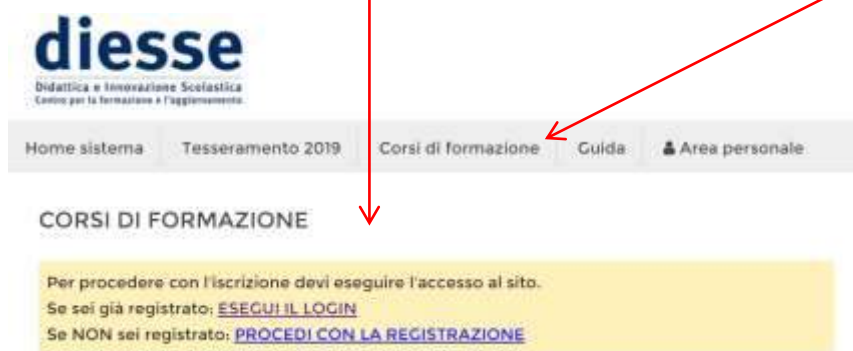 diesse
Didattica e Innovazione Scolastica
Centro per la formazione e l'aggiornamento
Home sistema Tesseramento 2019 Corsi di formazione Guida Area personale
CORSI DI FORMAZIONE
Per procedere con l'iscrizione devi eseguire l'accesso al sito.
Se sei già registrato: ESEGUI IL LOGIN
Se NON sei registrato: PROCEDI CON LA REGISTRAZIONE